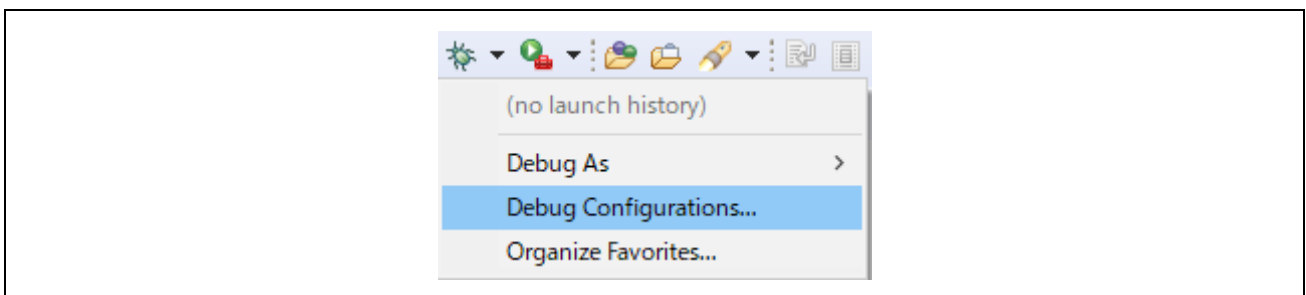 (no launch history)
Debug As
Debug Configurations...
Organize Favorites...